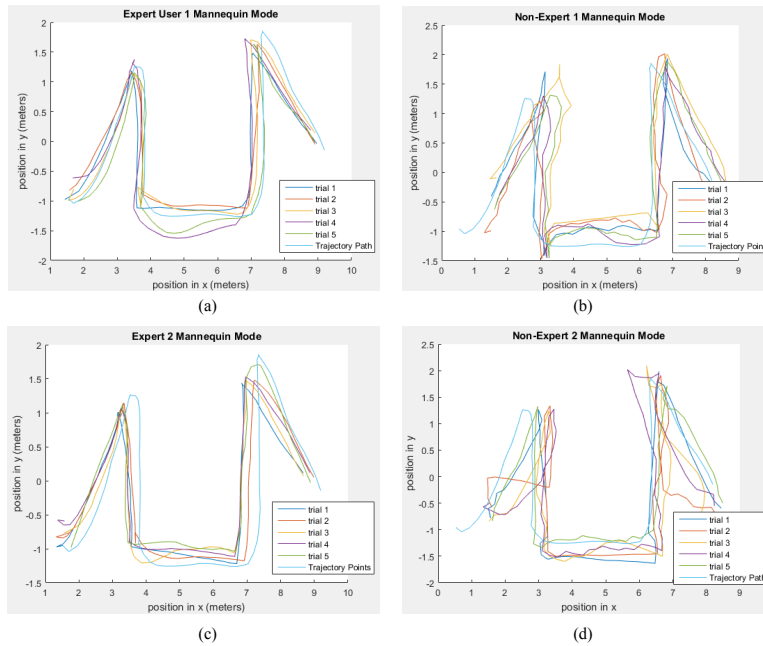 Expert User 1 Mannequin Mode
2
1.5
1
0.5
0
-0.5
-1
-1.5
-2
position in y (meters)
1 2 3 4 5 6 7 8 9 10
position in x (meters)
trial 1
trial 2
trial 3
trial 4
trial 5
Trajectory Path
(a)
Non-Expert 1 Mannequin Mode
2.5
2
1.5
1
0.5
0
-0.5
-1
-1.5
position in y (meters)
0 1 2 3 4 5 6 7 8 9
position in x (meters)
trial 1
trial 2
trial 3
trial 4
trial 5
Trajectory Poin
(b)
Expert 2 Mannequin Mode
2
1.5
1
0.5
0
-0.5
-1
-1.5
position in y (meters)
1 2 3 4 5 6 7 8 9 10
position in x (meters)
trial 1
trial 2
trial 3
trial 4
trial 5
Trajectory Points
(c)
Non-Expert 2 Mannequin Mode
2.5
2
1.5
1
0.5
0
-0.5
-1
-1.5
-2
position in y
0 1 2 3 4 5 6 7 8 9
position in x
trial 1
trial 2
trial 3
trial 4
trial 5
Trajectory Path
(d)